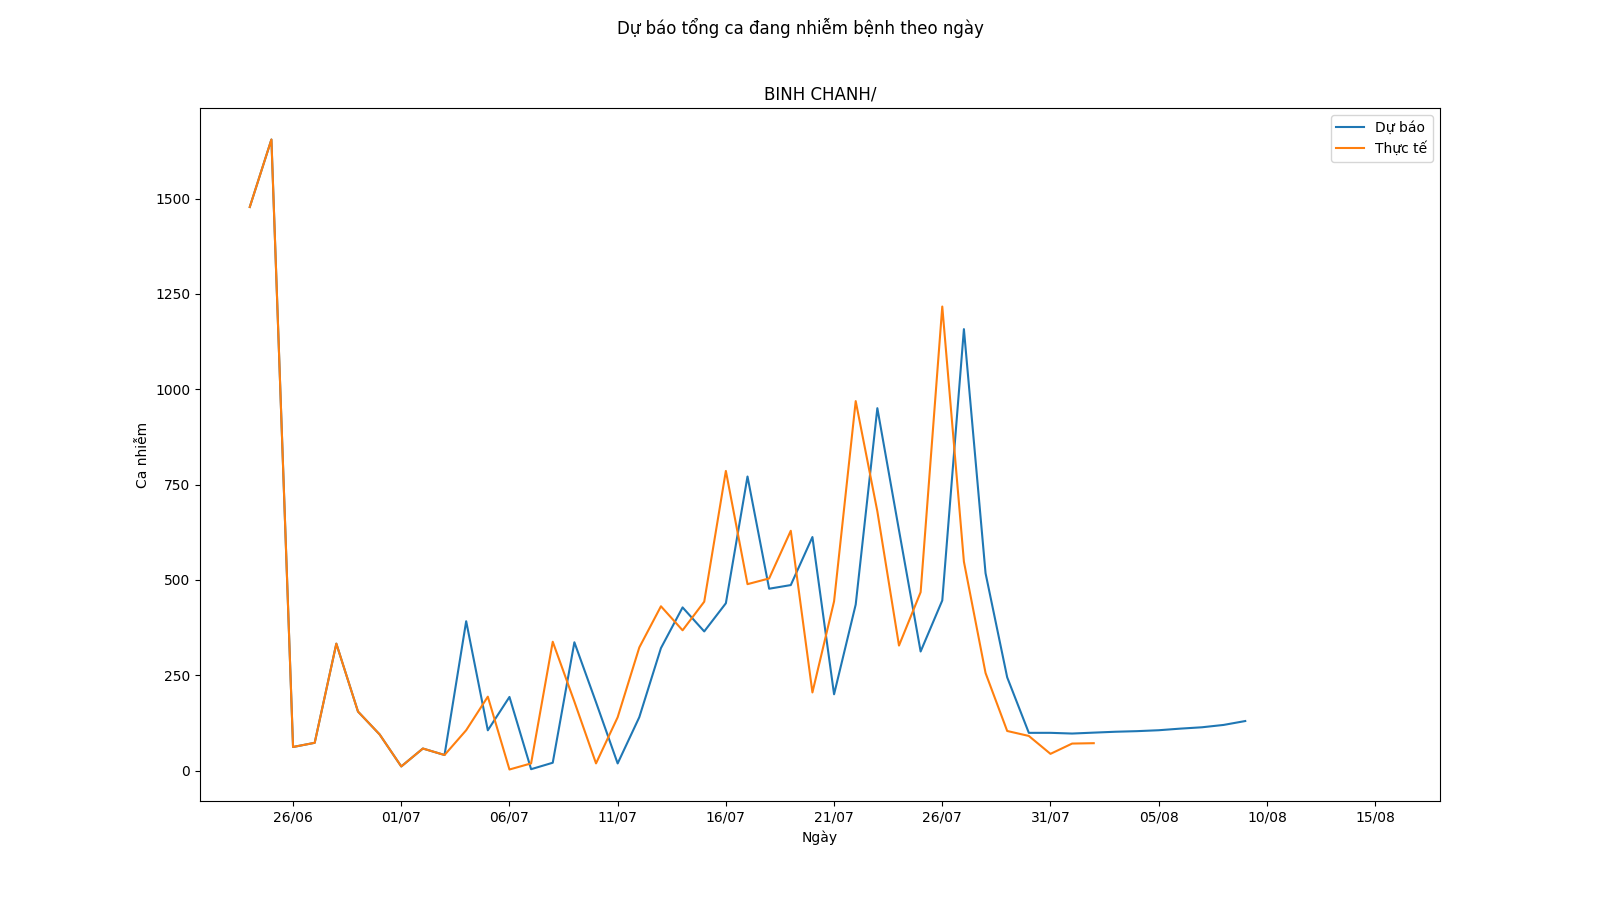 Dự báo tổng ca đang nhiễm bệnh theo ngày
BINH CHANH/
Dự báo
Thực tế
Ca nhiễm
1500
1250
1000
750
500
250
0
26/06 01/07 06/07 11/07 16/07 21/07 26/07 31/07 05/08 10/08 15/08
Ngày